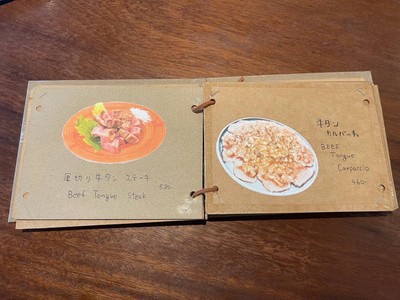 厚切り牛タン ステーキ
Beef Tongue Steak
牛タン
カルパッチョ
BEEF
Tongue
Carpaccio